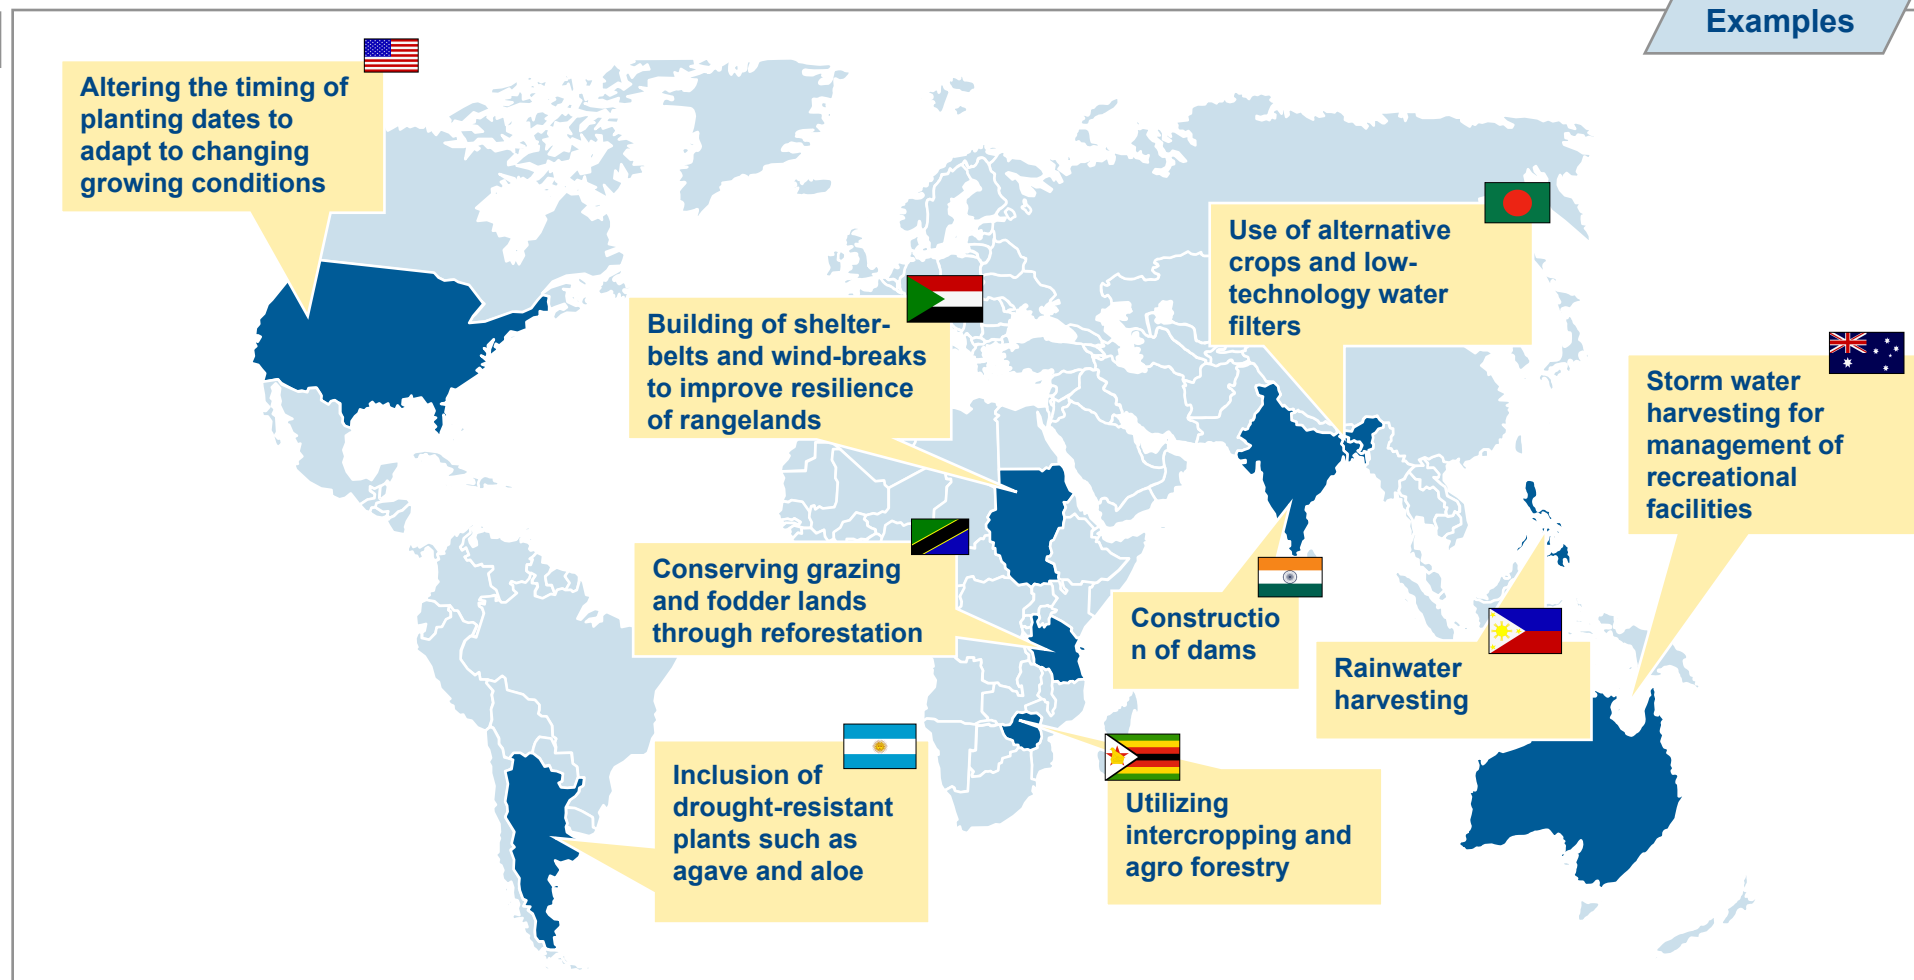 Examples
Altering the timing of
planting dates to
adapt to changing
growing conditions
Use of alternative
crops and low-
technology water
filters
Building of shelter-
belts and wind-breaks
to improve resilience
of rangelands
Storm water
harvesting for
management of
recreational
facilities
Conserving grazing
and fodder lands
through reforestation
Constructio
n of dams
Rainwater
harvesting
Inclusion of
drought-resistant
plants such as
agave and aloe
Utilizing
intercropping and
agro forestry